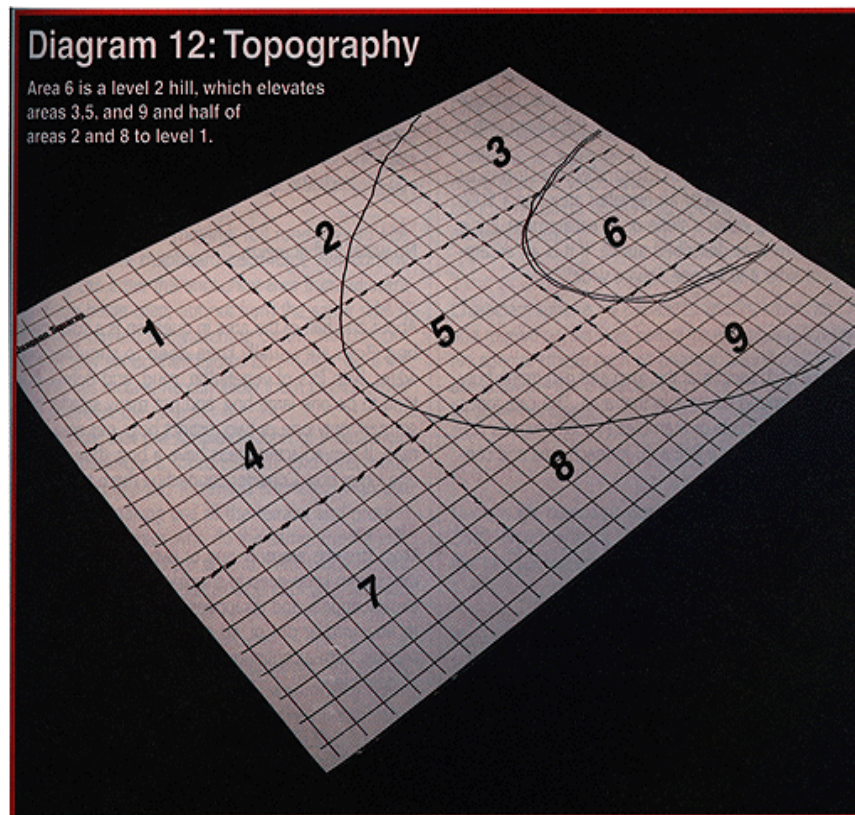 Diagram 12: Topography
Area 6 is a level 2 hill, which elevates
areas 3,5, and 9 and half of
areas 2 and 8 to level 1.
3
6
2
5
1
9
4
8
7